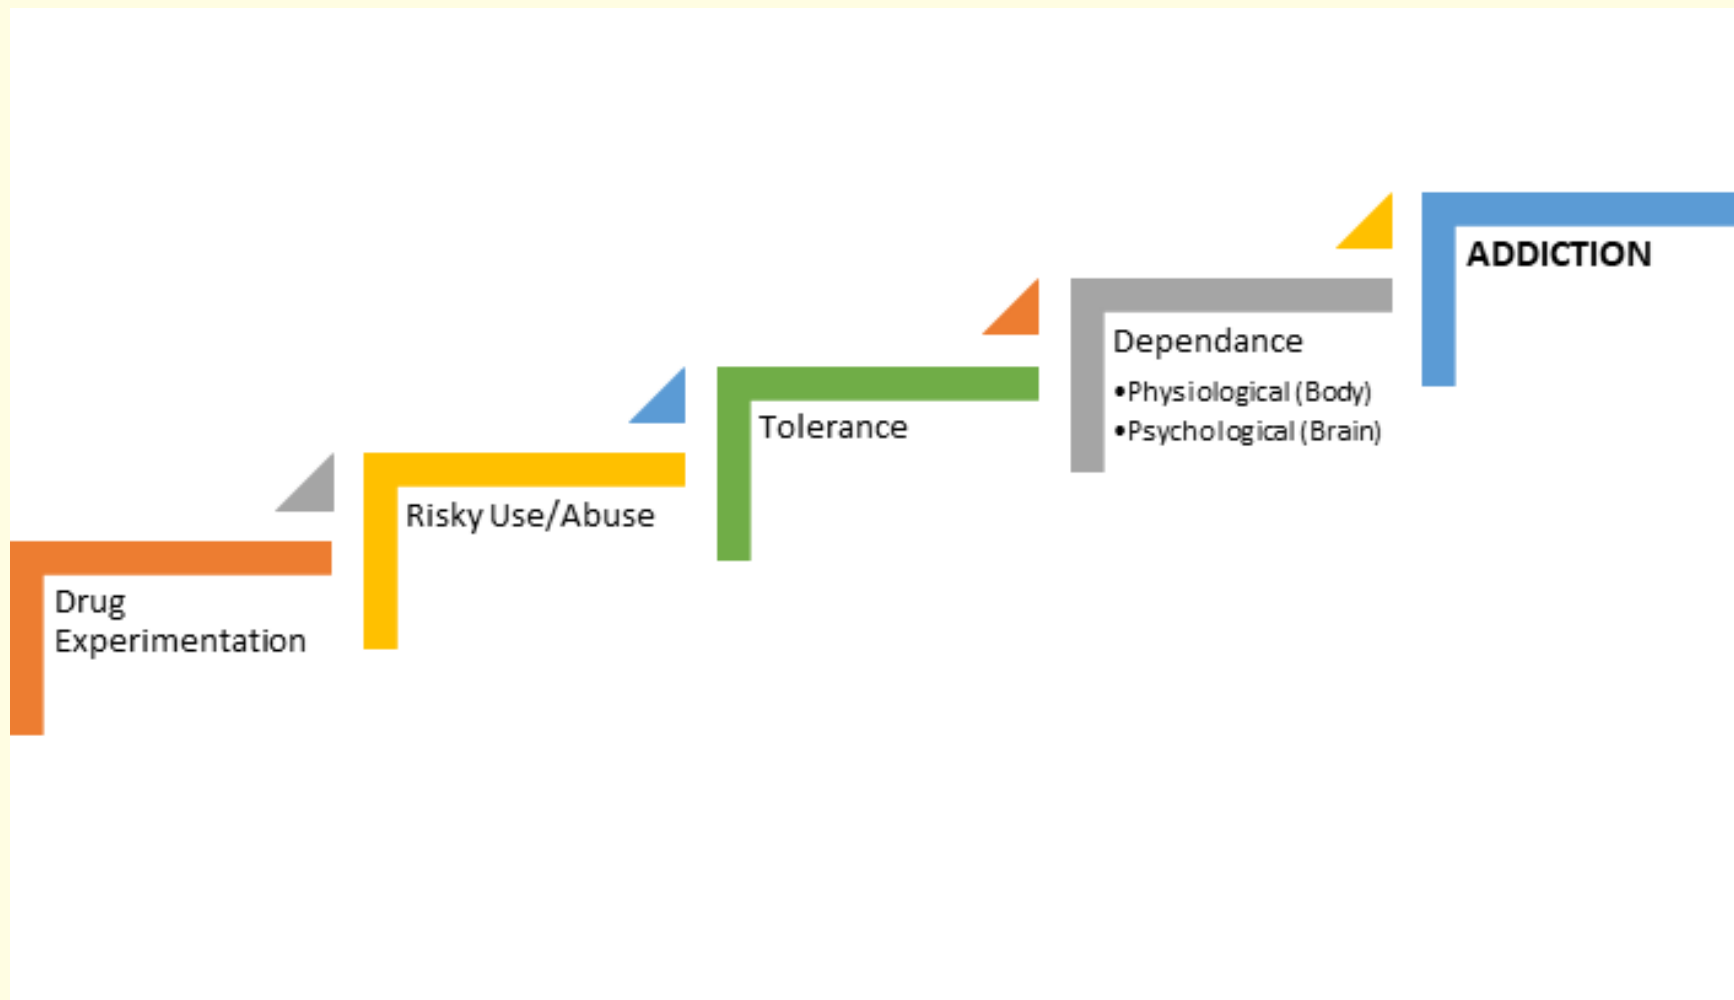 ADDICTION
Dependance
•Physiological (Body)
•Psychological (Brain)
Tolerance
Risky Use/Abuse
Drug
Experimentation